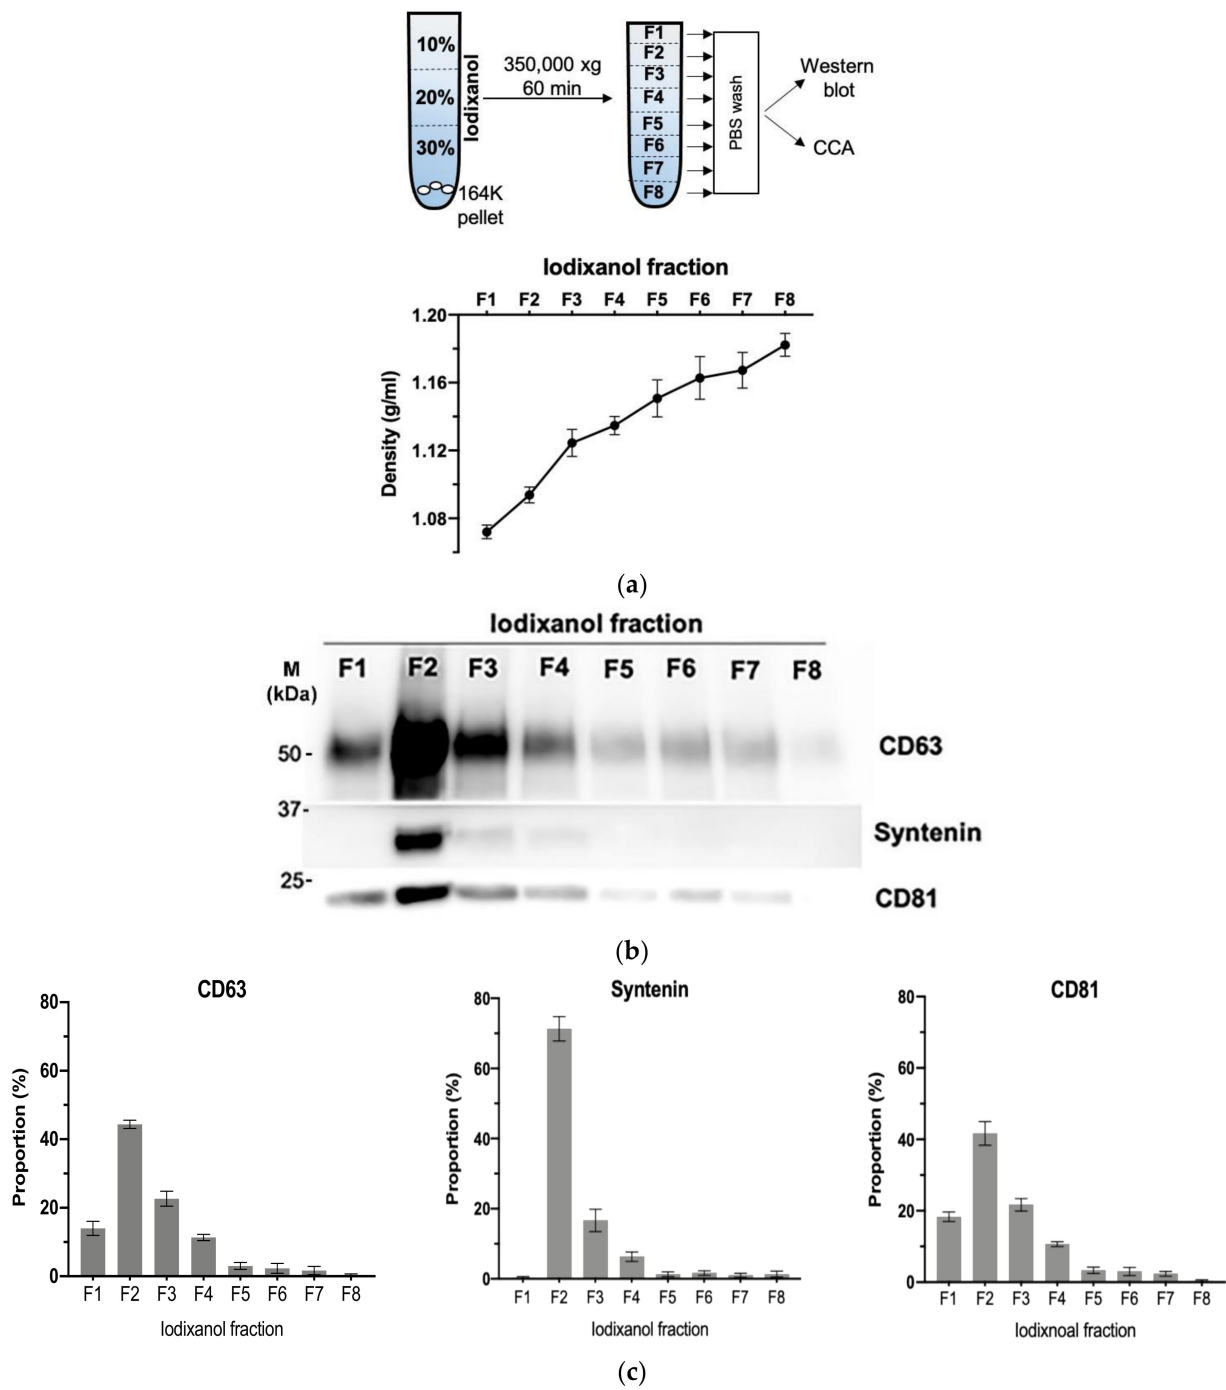 10%
20%
30%
Iodixanol
164K
pellet
350,000 xg
60 min
F1
F2
F3
F4
F5
F6
F7
F8
PBS wash
Western
blot
CCA
Iodixanol fraction
F1 F2 F3 F4 F5 F6 F7 F8
Density (g/ml)
1.20
1.16
1.12
1.08
(a)
Iodixanol fraction
M
(kDa)
F1 F2 F3 F4 F5 F6 F7 F8
50-
CD63
37-
Syntenin
25-
CD81
(b)
CD63
Proportion (%)
80
60
40
20
0
F1 F2 F3 F4 F5 F6 F7 F8
Iodixanol fraction
Syntenin
Proportion (%)
80
60
40
20
0
F1 F2 F3 F4 F5 F6 F7 F8
Iodixanol fraction
CD81
Proportion (%)
80
60
40
20
0
F1 F2 F3 F4 F5 F6 F7 F8
Iodixnoal fraction
(c)